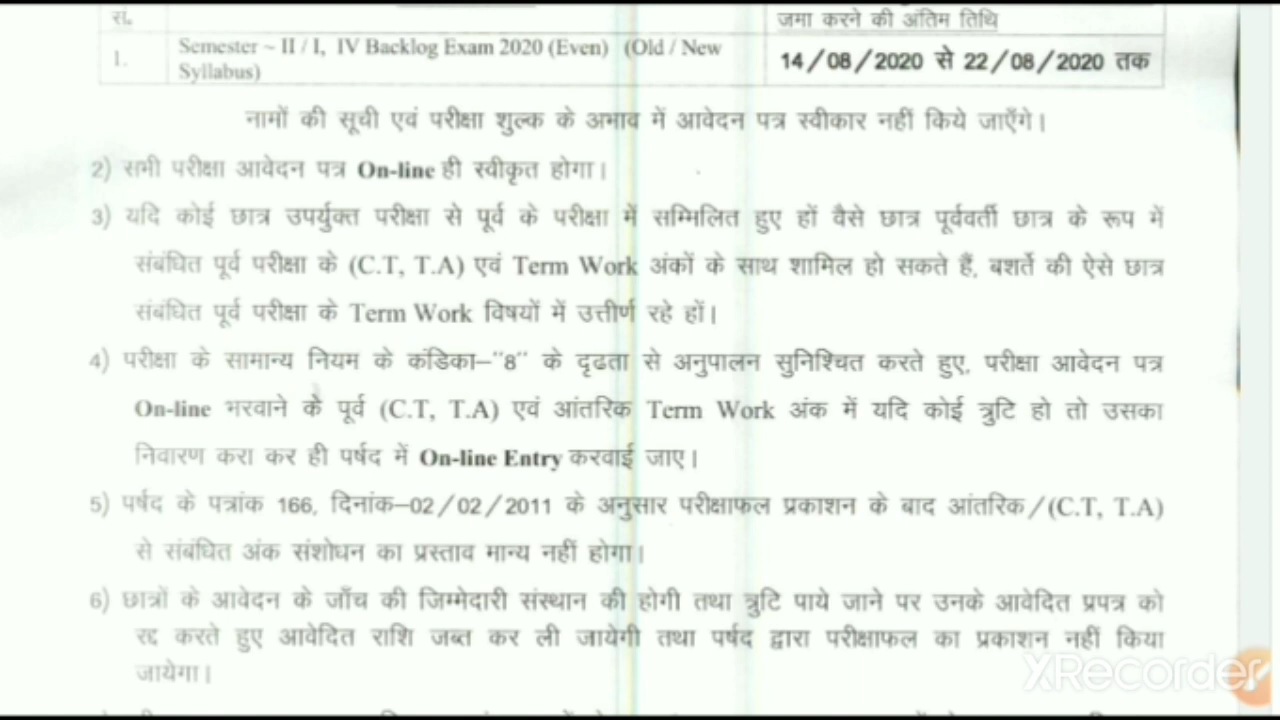 सं.
जमा करने की अंतिम तिथि
1.
Semester ~ II / I, IV Backlog Exam 2020 (Even) (Old / New
Syllabus)
14/08/2020 से 22/08/2020 तक
नामों की सूची एवं परीक्षा शुल्क के अभाव में आवेदन पत्र स्वीकार नहीं किये जाएँगे।
2) सभी परीक्षा आवेदन पत्र On-line ही स्वीकृत होगा।
3) यदि कोई छात्र उपर्युक्त परीक्षा से पूर्व के परीक्षा में सम्मिलित हुए हों वैसे छात्र पूर्ववर्ती छात्र के रूप में
संबंधित पूर्व परीक्षा के (C.T, T.A) एवं Term Work अंकों के साथ शामिल हो सकते हैं, बशर्ते की ऐसे छात्र
संबंधित पूर्व परीक्षा के Term Work विषयों में उत्तीर्ण रहे हों।
4) परीक्षा के सामान्य नियम के कंडिका–"8" के दृढता से अनुपालन सुनिश्चित करते हुए, परीक्षा आवेदन पत्र
On-line भरवाने के पूर्व (C.T, T.A) एवं आंतरिक Term Work अंक में यदि कोई त्रुटि हो तो उसका
निवारण करा कर ही पर्षद में On-line Entry करवाई जाए।
5) पर्षद के पत्रांक 166, दिनांक–02/02/2011 के अनुसार परीक्षाफल प्रकाशन के बाद आंतरिक/(C.T, T.A)
से संबंधित अंक संशोधन का प्रस्ताव मान्य नहीं होगा।
6) छात्रों के आवेदन के जाँच की जिम्मेदारी संस्थान की होगी तथा त्रुटि पाये जाने पर उनके आवेदित प्रपत्र को
रद्द करते हुए आवेदित राशि जब्त कर ली जायेगी तथा पर्षद द्वारा परीक्षाफल का प्रकाशन नहीं किया
जायेगा।
XRecorder